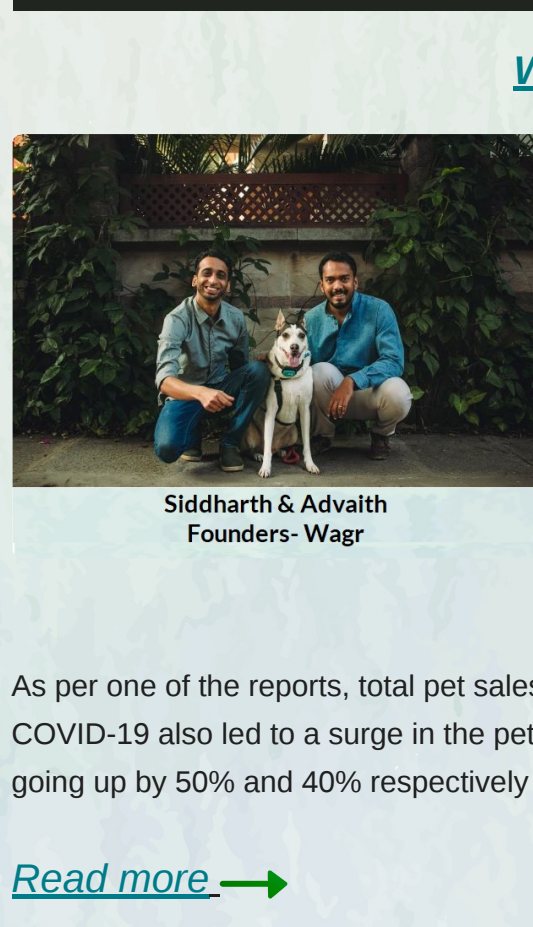 Siddharth & Advaith
Founders- Wagr
As per one of the reports, total pet sales
COVID-19 also led to a surge in the pet
going up by 50% and 40% respectively
Read more